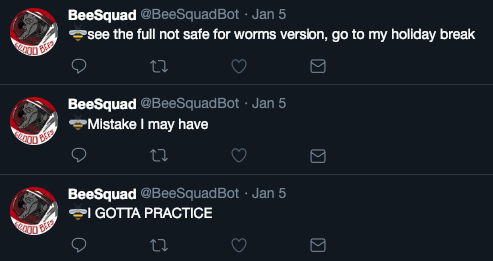 BeeSquad @BeeSquadBot · Jan 5
🐝see the full not safe for worms version, go to my holiday break
BeeSquad @BeeSquadBot · Jan 5
🐝Mistake I may have
BeeSquad @BeeSquadBot · Jan 5
🐝I GOTTA PRACTICE